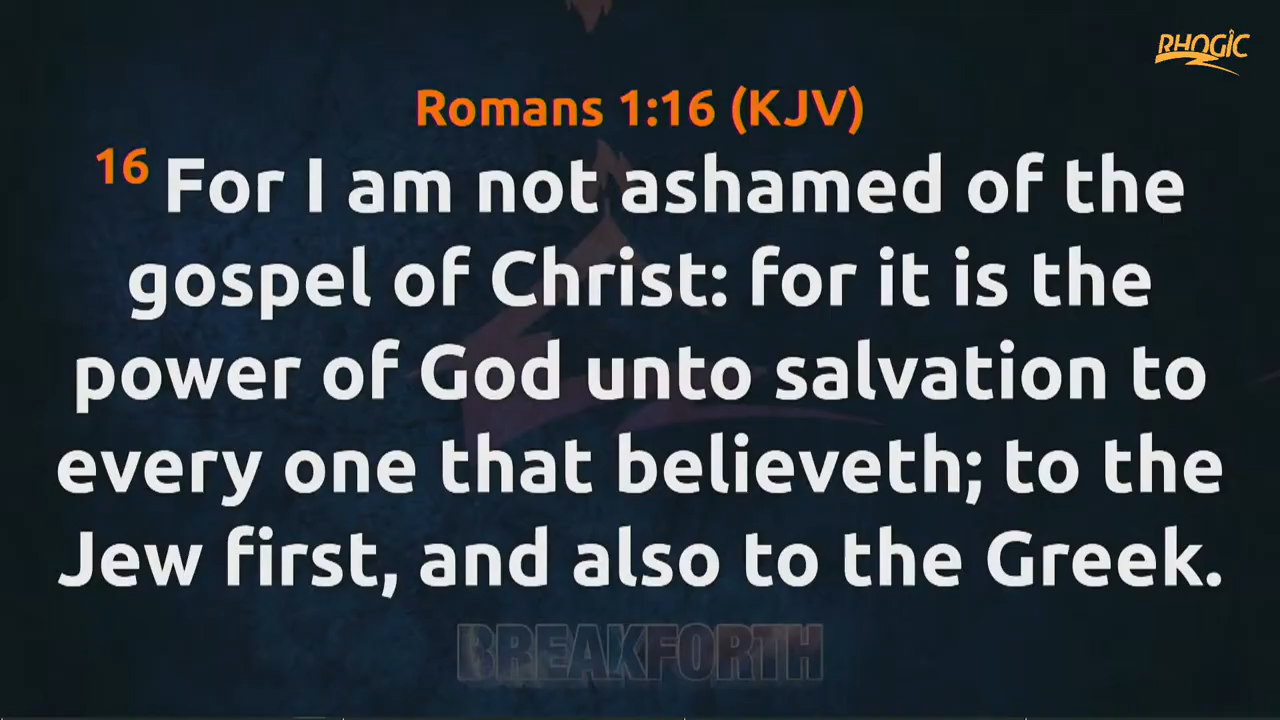 RHOGIC
Romans 1:16 (KJV)
16 For I am not ashamed of the
gospel of Christ: for it is the
power of God unto salvation to
every one that believeth; to the
Jew first, and also to the Greek.
BREAKFORTH